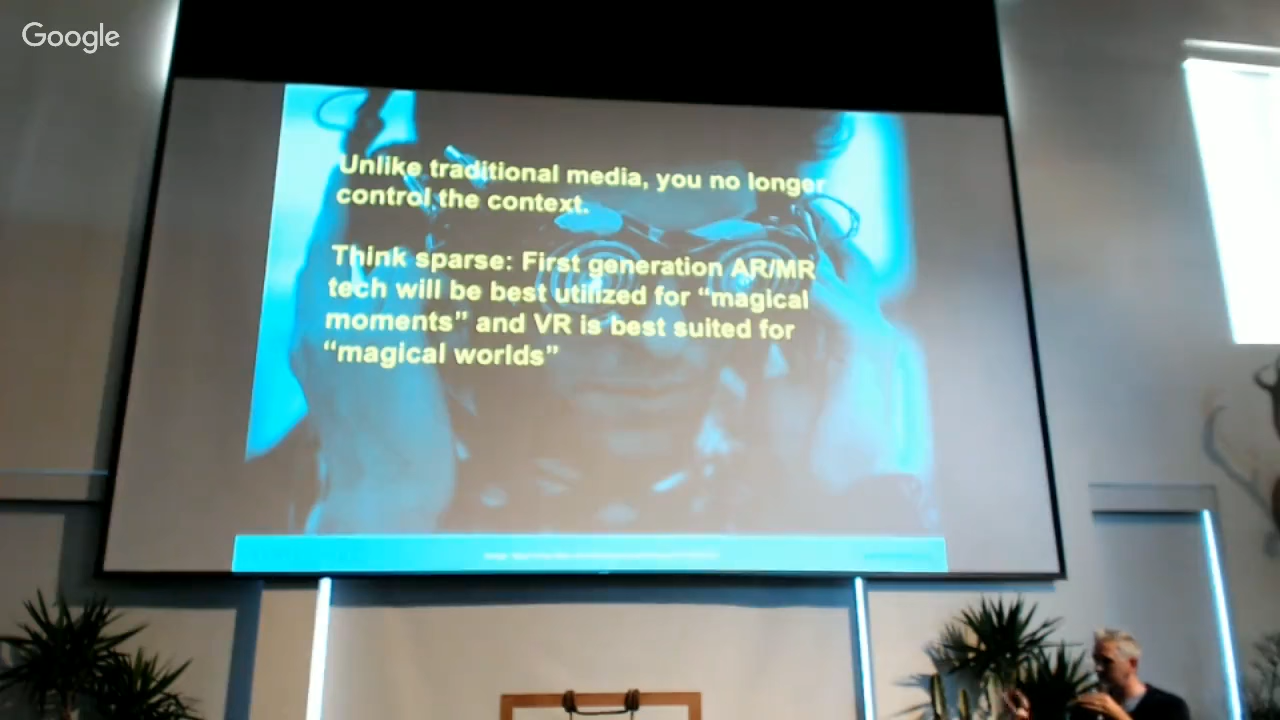 Google
Unlike traditional media, you no longer
control the context.
Think sparse: First generation AR/MR
tech will be best utilized for “magical
moments” and VR is best suited for
“magical worlds”